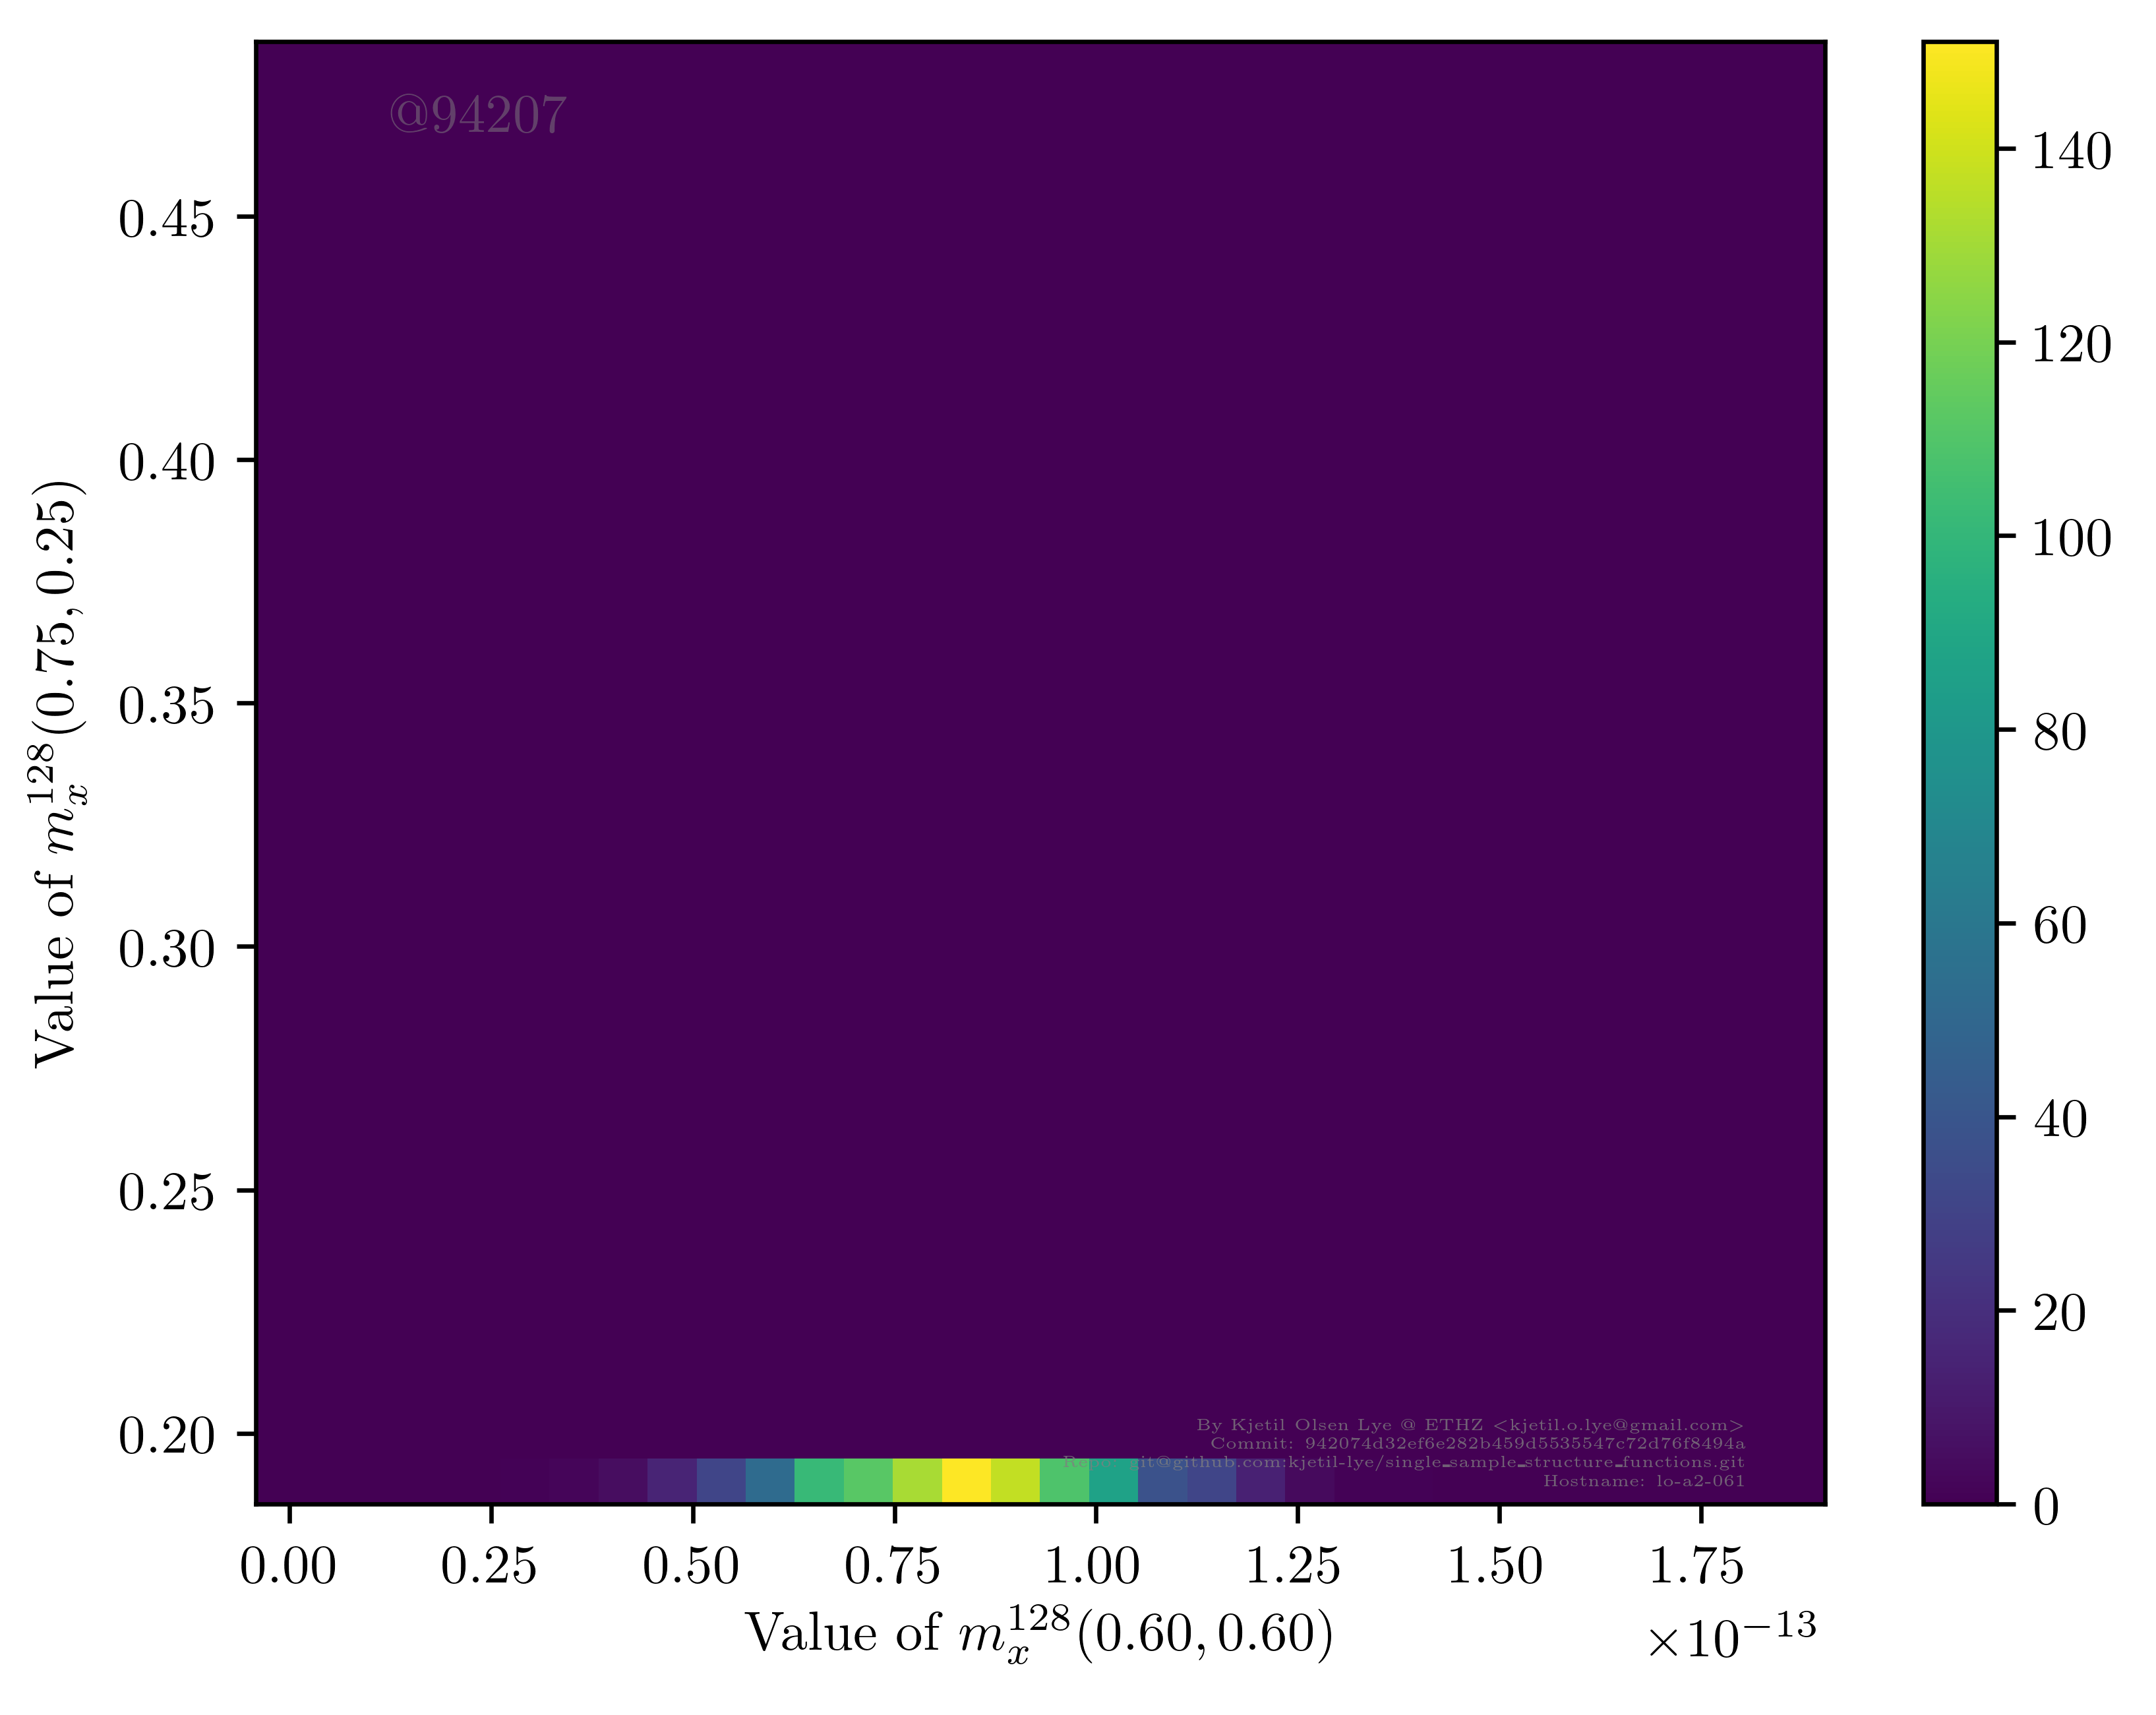 @94207
0.45
0.40
0.35
0.30
0.25
0.20
Value of m_x^{128}(0.75, 0.25)
140
120
100
80
60
40
20
0
By Kjetil Olsen Lye @ ETHZ <kjetil.o.lye@gmail.com>
Commit: 942074d32ef6e282b459d5535547c72d76f8494a
Repo: git@github.com:kjetil-lye/single_sample_structure_functions.git
Hostname: lo-a2-061
0.00 0.25 0.50 0.75 1.00 1.25 1.50 1.75
Value of m_x^{128}(0.60, 0.60)
×10^{−13}